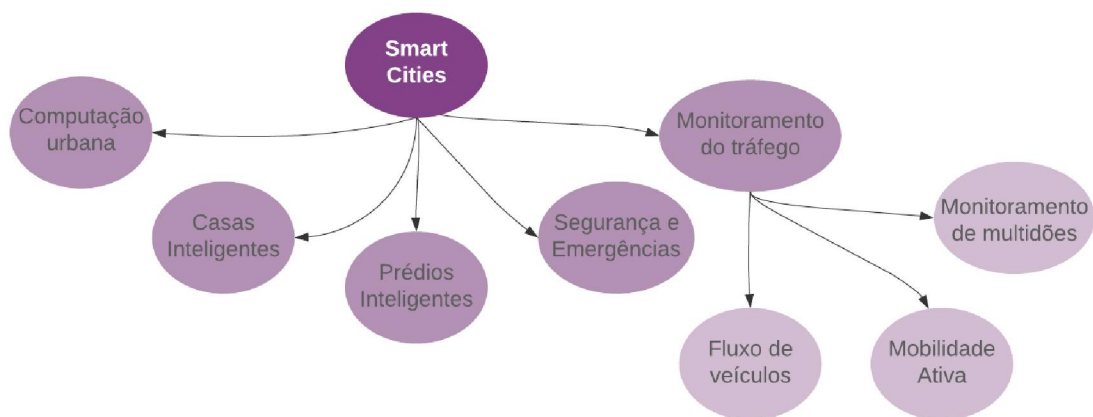 Smart
Cities
Computação
urbana
Monitoramento
do tráfego
Casas
Inteligentes
Prédios
Inteligentes
Segurança e
Emergências
Monitoramento
de multidões
Fluxo de
veículos
Mobilidade
Ativa